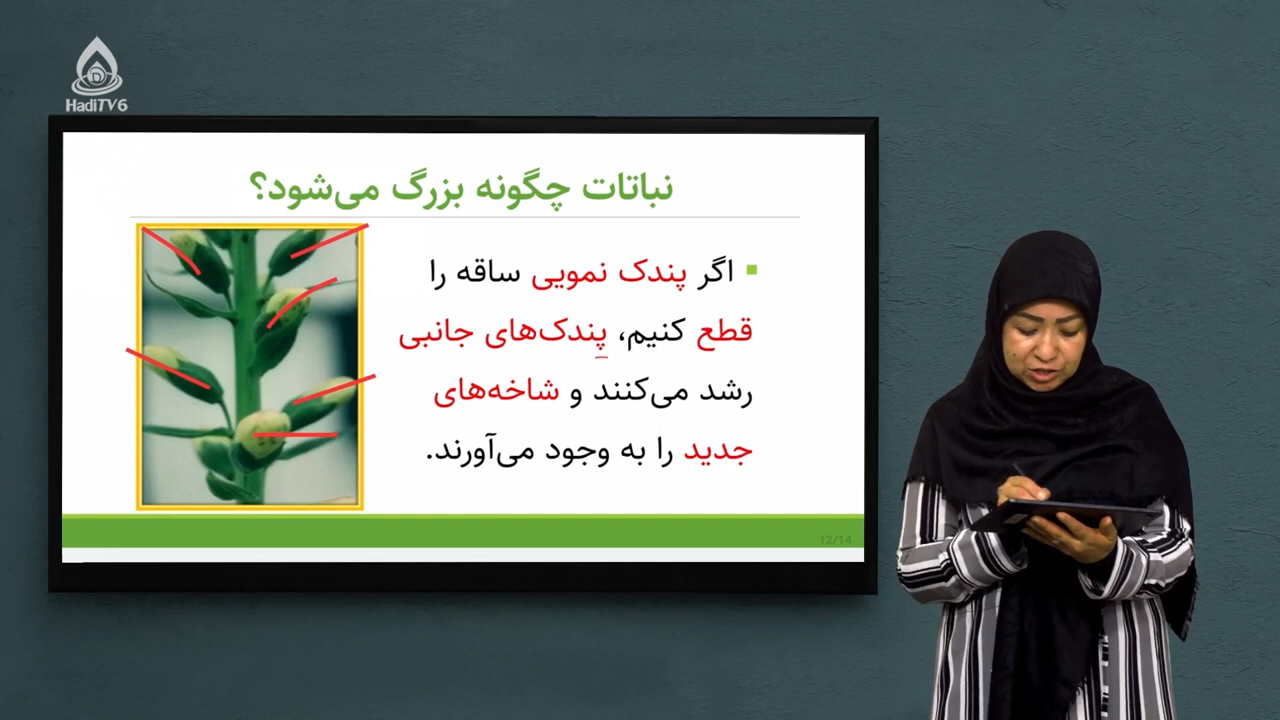 HadiTV6
نباتات چگونه بزرگ می‌شود؟
اگر پندک نمویی ساقه را
قطع کنیم، پندک‌های جانبی
رشد می‌کنند و شاخه‌های
جدید را به وجود می‌آورند.
12/14